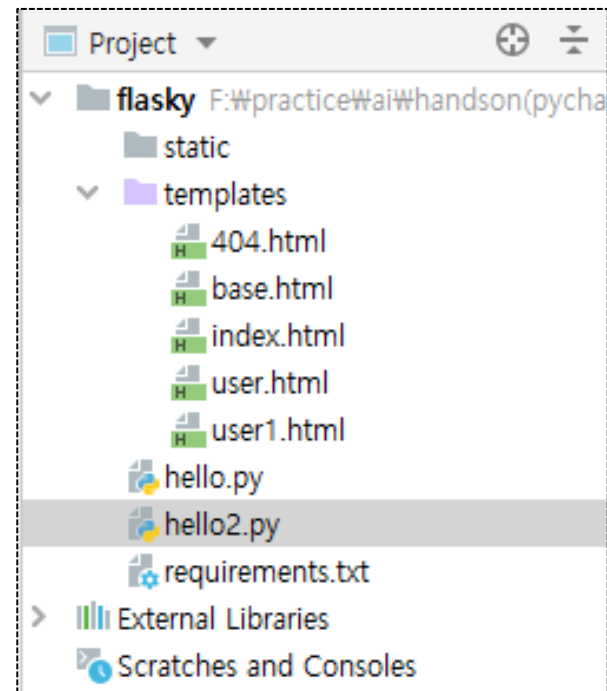 Project
flasky F:₩practice₩ai₩handson(pycha
static
templates
404.html
base.html
index.html
user.html
user1.html
hello.py
hello2.py
requirements.txt
External Libraries
Scratches and Consoles